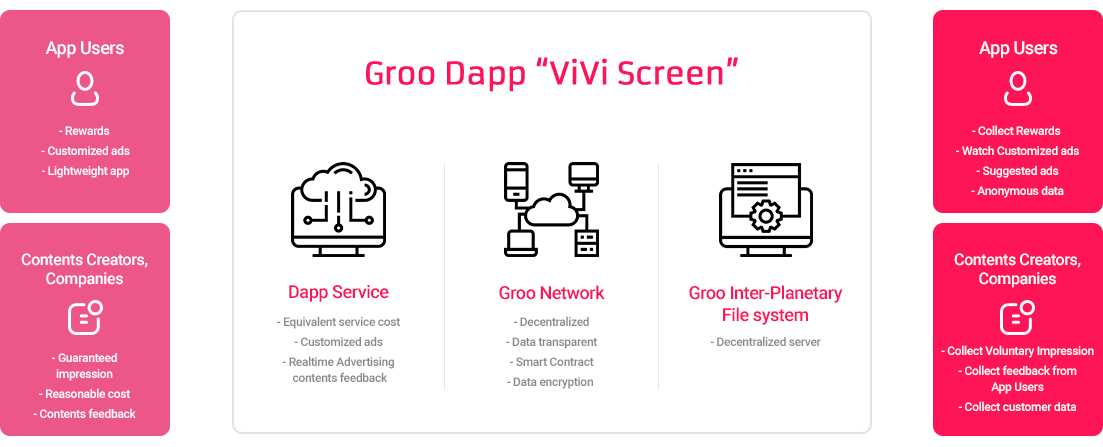 App Users
- Rewards
- Customized ads
- Lightweight app
Contents Creators,
Companies
- Guaranteed
impression
- Reasonable cost
- Contents feedback
Groo Dapp “ViVi Screen”
Dapp Service
- Equivalent service cost
- Customized ads
- Realtime Advertising
contents feedback
Groo Network
- Decentralized
- Data transparent
- Smart Contract
- Data encryption
Groo Inter-Planetary
File system
- Decentralized server
App Users
- Collect Rewards
- Watch Customized ads
- Suggested ads
- Anonymous data
Contents Creators,
Companies
- Collect Voluntary Impression
- Collect feedback from
App Users
- Collect customer data